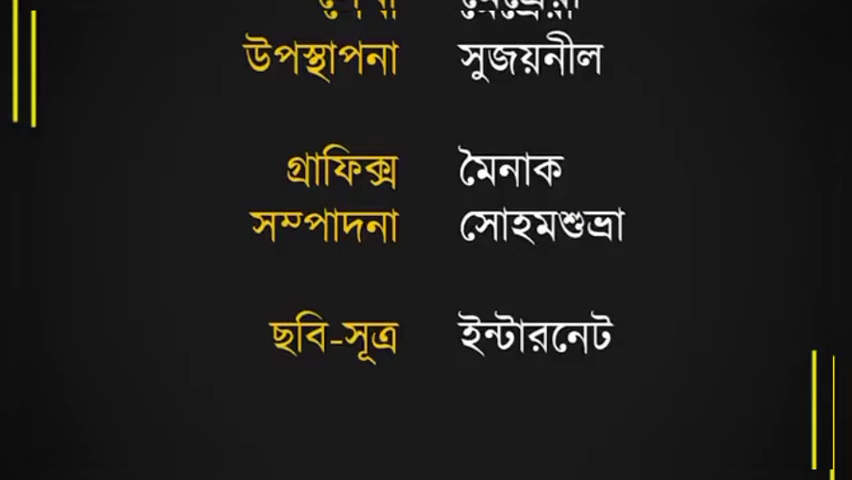 উপস্থাপনা সুজয়নীল
গ্রাফিক্স মৈনাক
সম্পাদনা সোহমশুভ্রা
ছবি-সূত্র ইন্টারনেট